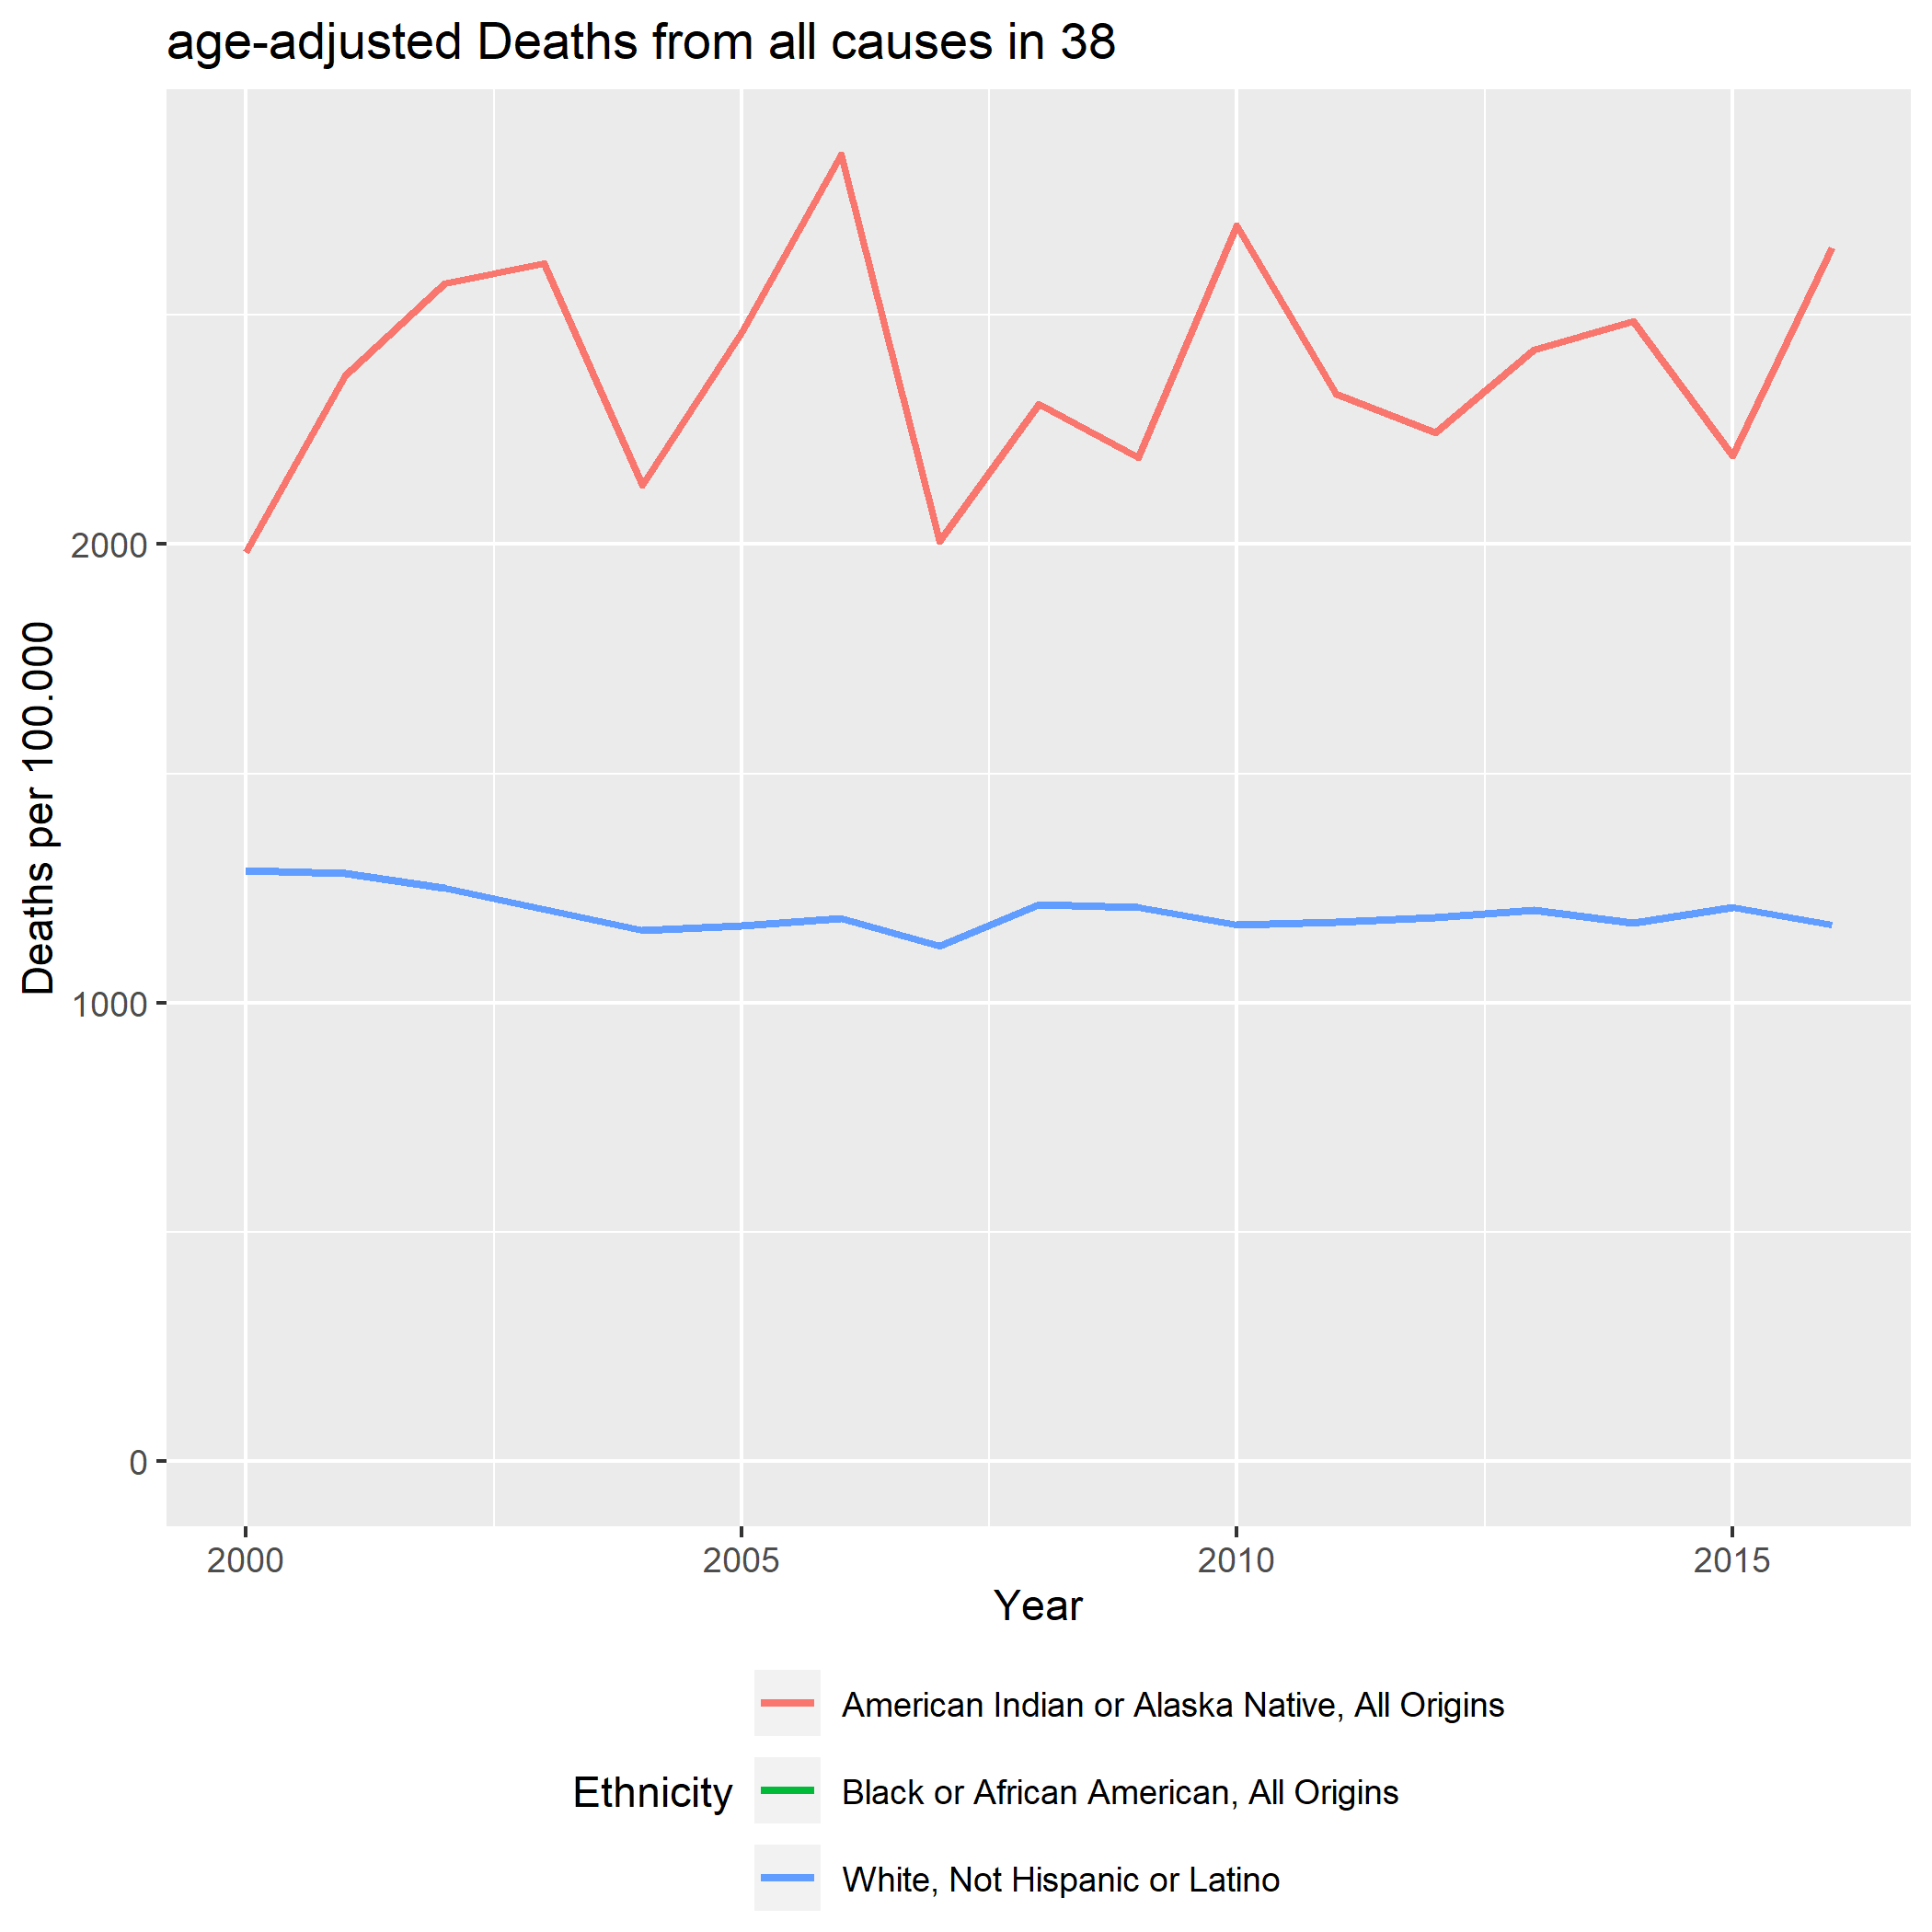 age-adjusted Deaths from all causes in 38
Deaths per 100.000
2000
1000
0
2000
2005
2010
2015
Year
Ethnicity
American Indian or Alaska Native, All Origins
Black or African American, All Origins
White, Not Hispanic or Latino